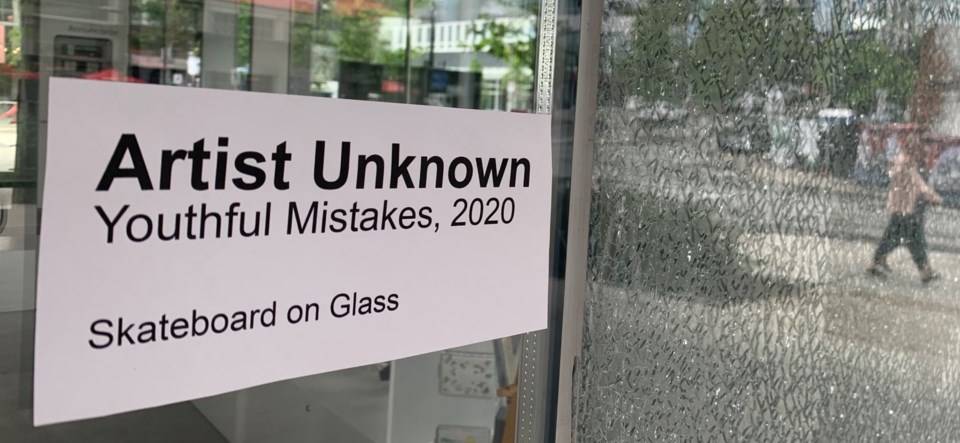 Artist Unknown
Youthful Mistakes, 2020
Skateboard on Glass